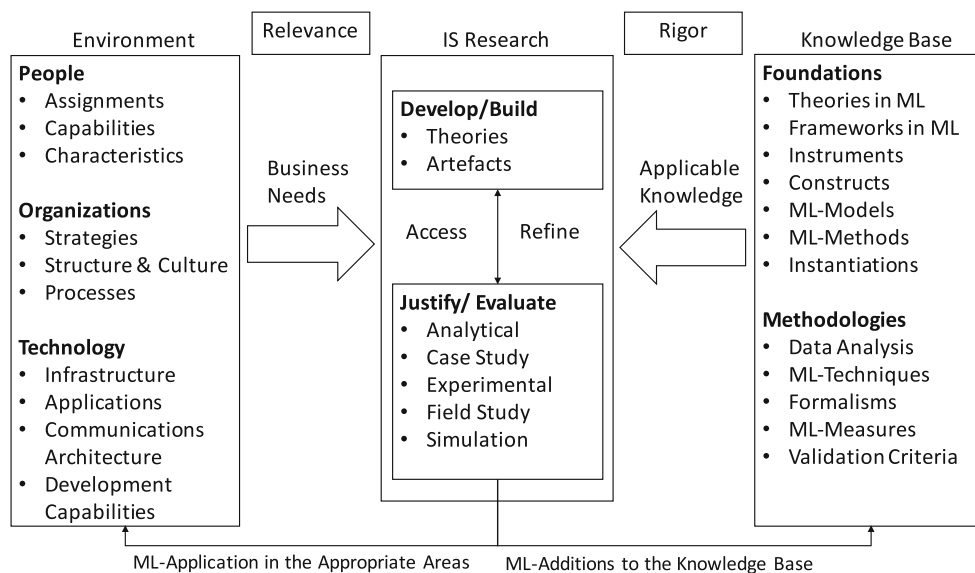 Environment
Relevance
IS Research
Rigor
Knowledge Base
People
• Assignments
• Capabilities
• Characteristics
Organizations
• Strategies
• Structure & Culture
• Processes
Technology
• Infrastructure
• Applications
• Communications
Architecture
• Development
Capabilities
Business
Needs
Develop/Build
• Theories
• Artefacts
Access
Refine
Justify/ Evaluate
• Analytical
• Case Study
• Experimental
• Field Study
• Simulation
Applicable
Knowledge
Foundations
• Theories in ML
• Frameworks in ML
• Instruments
• Constructs
• ML-Models
• ML-Methods
• Instantiations
Methodologies
• Data Analysis
• ML-Techniques
• Formalisms
• ML-Measures
• Validation Criteria
ML-Application in the Appropriate Areas
ML-Additions to the Knowledge Base